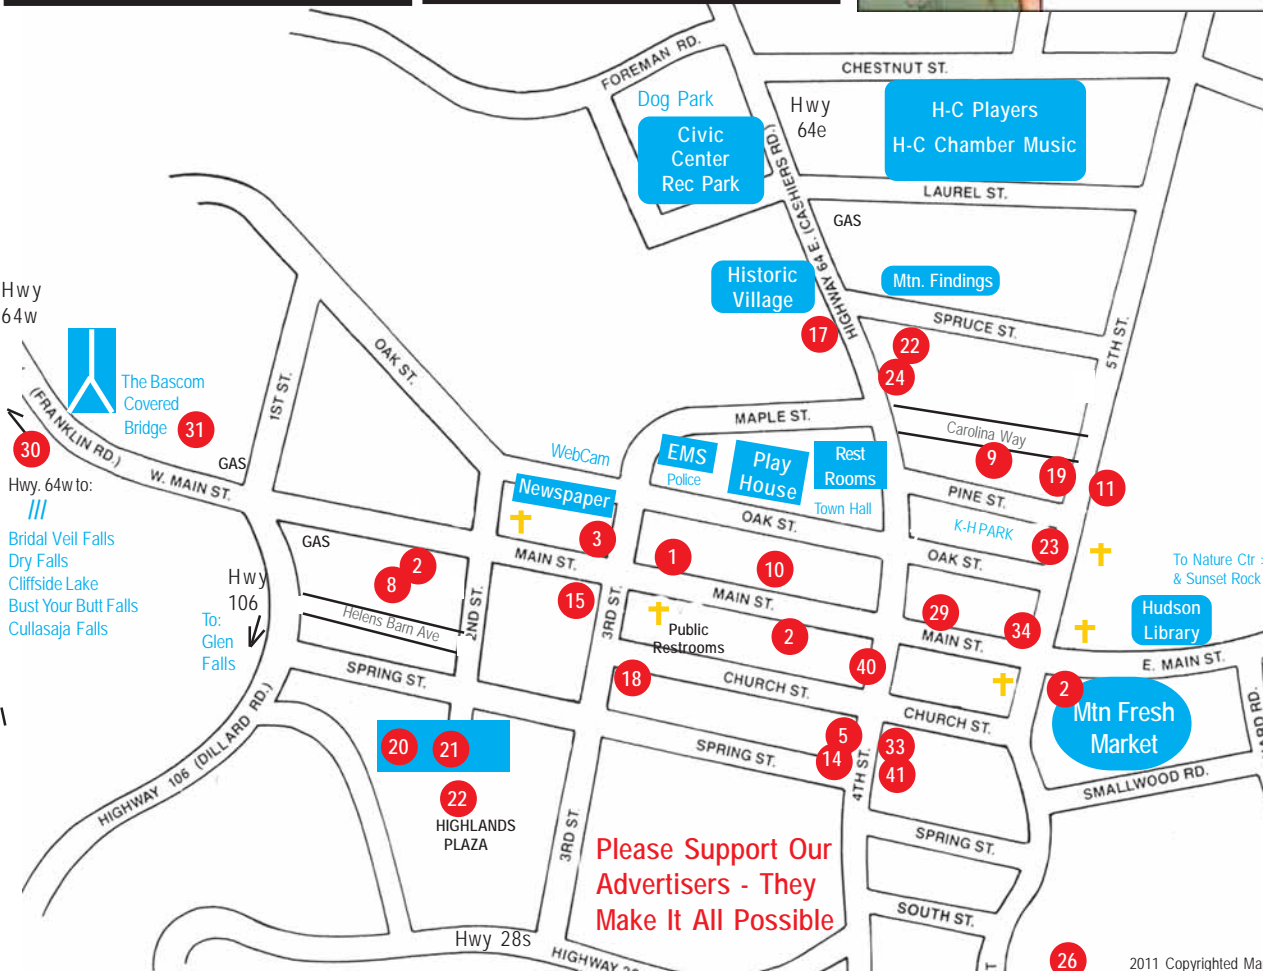 FOREMAN RD.
CHESTNUT ST.
Dog Park
Civic
Center
Rec Park
Hwy
64e
H-C Players
H-C Chamber Music
LAUREL ST.
GAS
HIGHWAY 64 E. (CASHIERS RD.)
Historic
Village
Mtn. Findings
SPRUCE ST.
5TH ST.
17
22
24
Hwy
64w
(FRANKLIN RD.)
The Bascom
Covered
Bridge
31
30
1ST ST.
OAK ST.
GAS
W. MAIN ST.
Hwy. 64w to:
///
Bridal Veil Falls
Dry Falls
Cliffside Lake
Bust Your Butt Falls
Cullasaja Falls
MAPLE ST.
Carolina Way
9
19
11
PINE ST.
WebCam
EMS
Police
Play
House
Rest
Rooms
Town Hall
Newspaper
OAK ST.
K-H PARK
23
OAK ST.
To Nature Ctr
& Sunset Rock
GAS
2
8
MAIN ST.
3
1
10
Hwy
106
To:
Glen
Falls
Helens Barn Ave
2ND ST.
15
3RD ST.
MAIN ST.
Public
Restrooms
2
29
MAIN ST.
34
Hudson
Library
E. MAIN ST.
SPRING ST.
18
CHURCH ST.
40
CHURCH ST.
2
Mtn Fresh
Market
HIGHWAY 106 (DILLARD RD.)
20
21
22
HIGHLANDS
PLAZA
SPRING ST.
5
14
4TH ST.
33
41
SMALLWOOD RD.
3RD ST.
Please Support Our
Advertisers - They
Make It All Possible
SPRING ST.
SOUTH ST.
Hwy 28s
HIGHWAY
26
2011 Copyrighted Ma